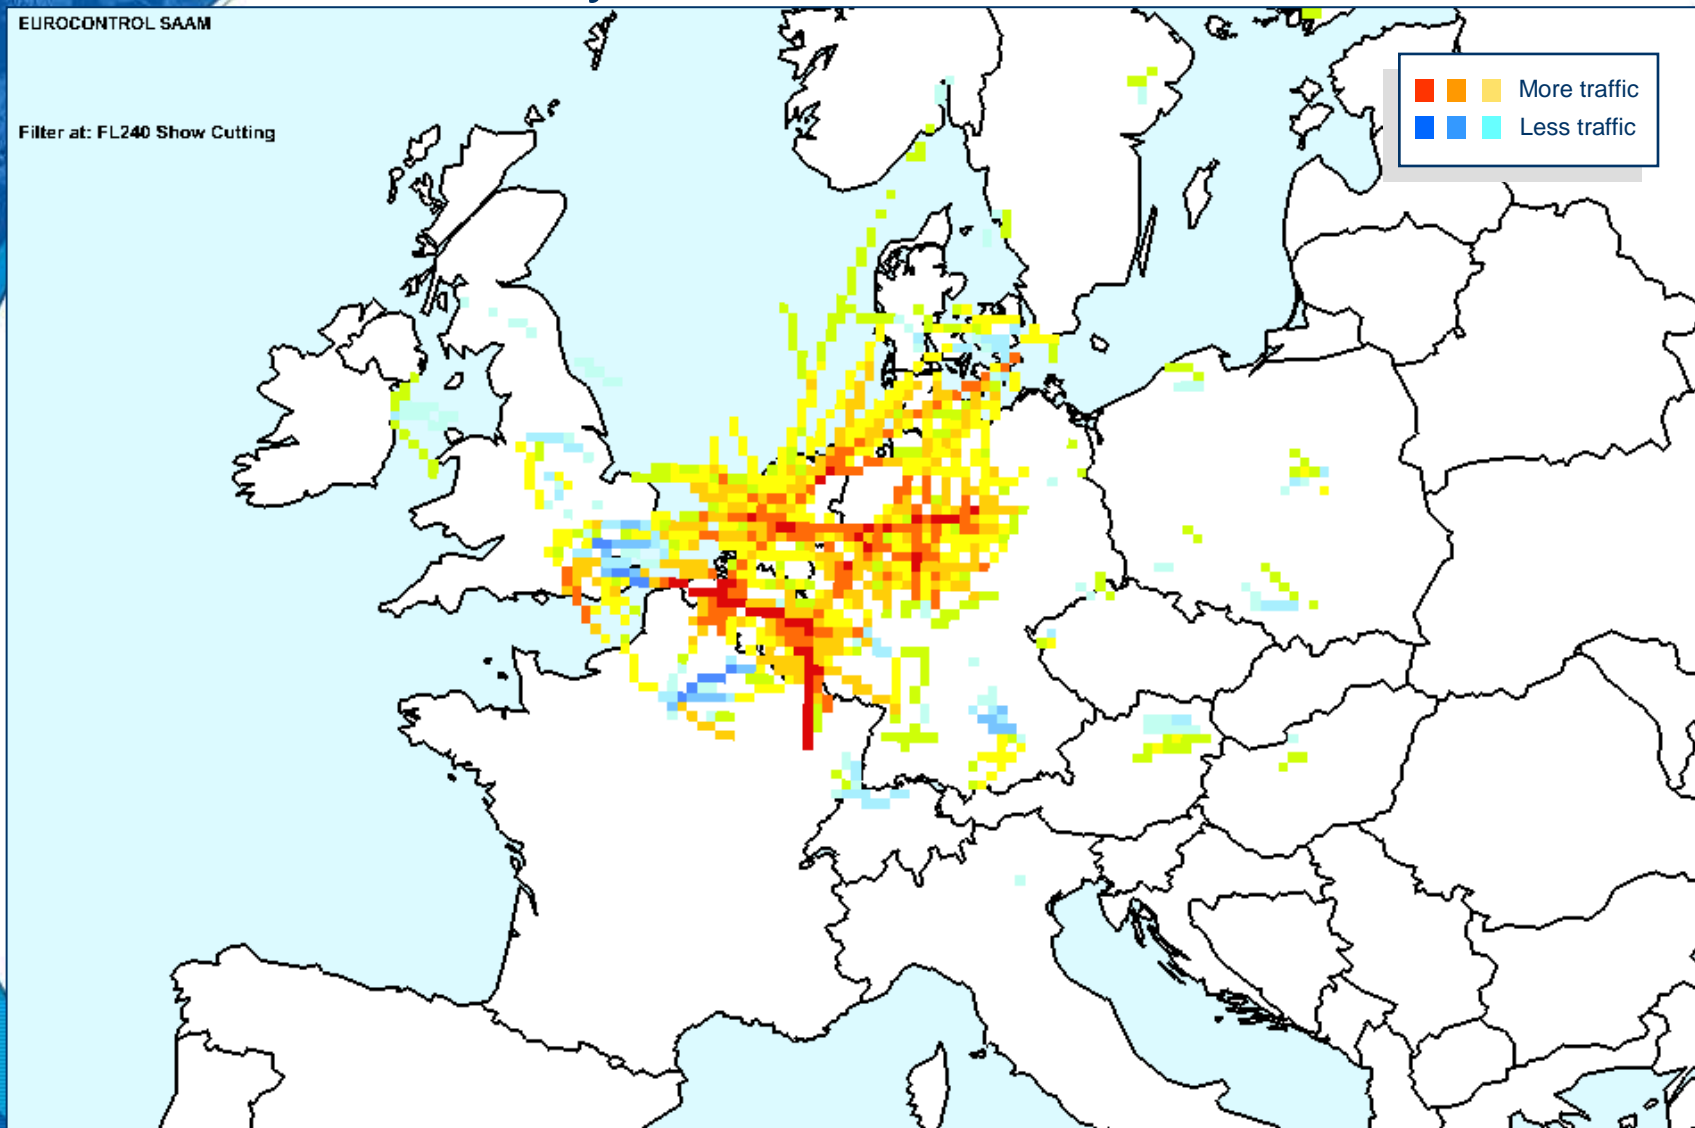 EUROCONTROL SAAM
Filter at: FL240 Show Cutting
More traffic
Less traffic